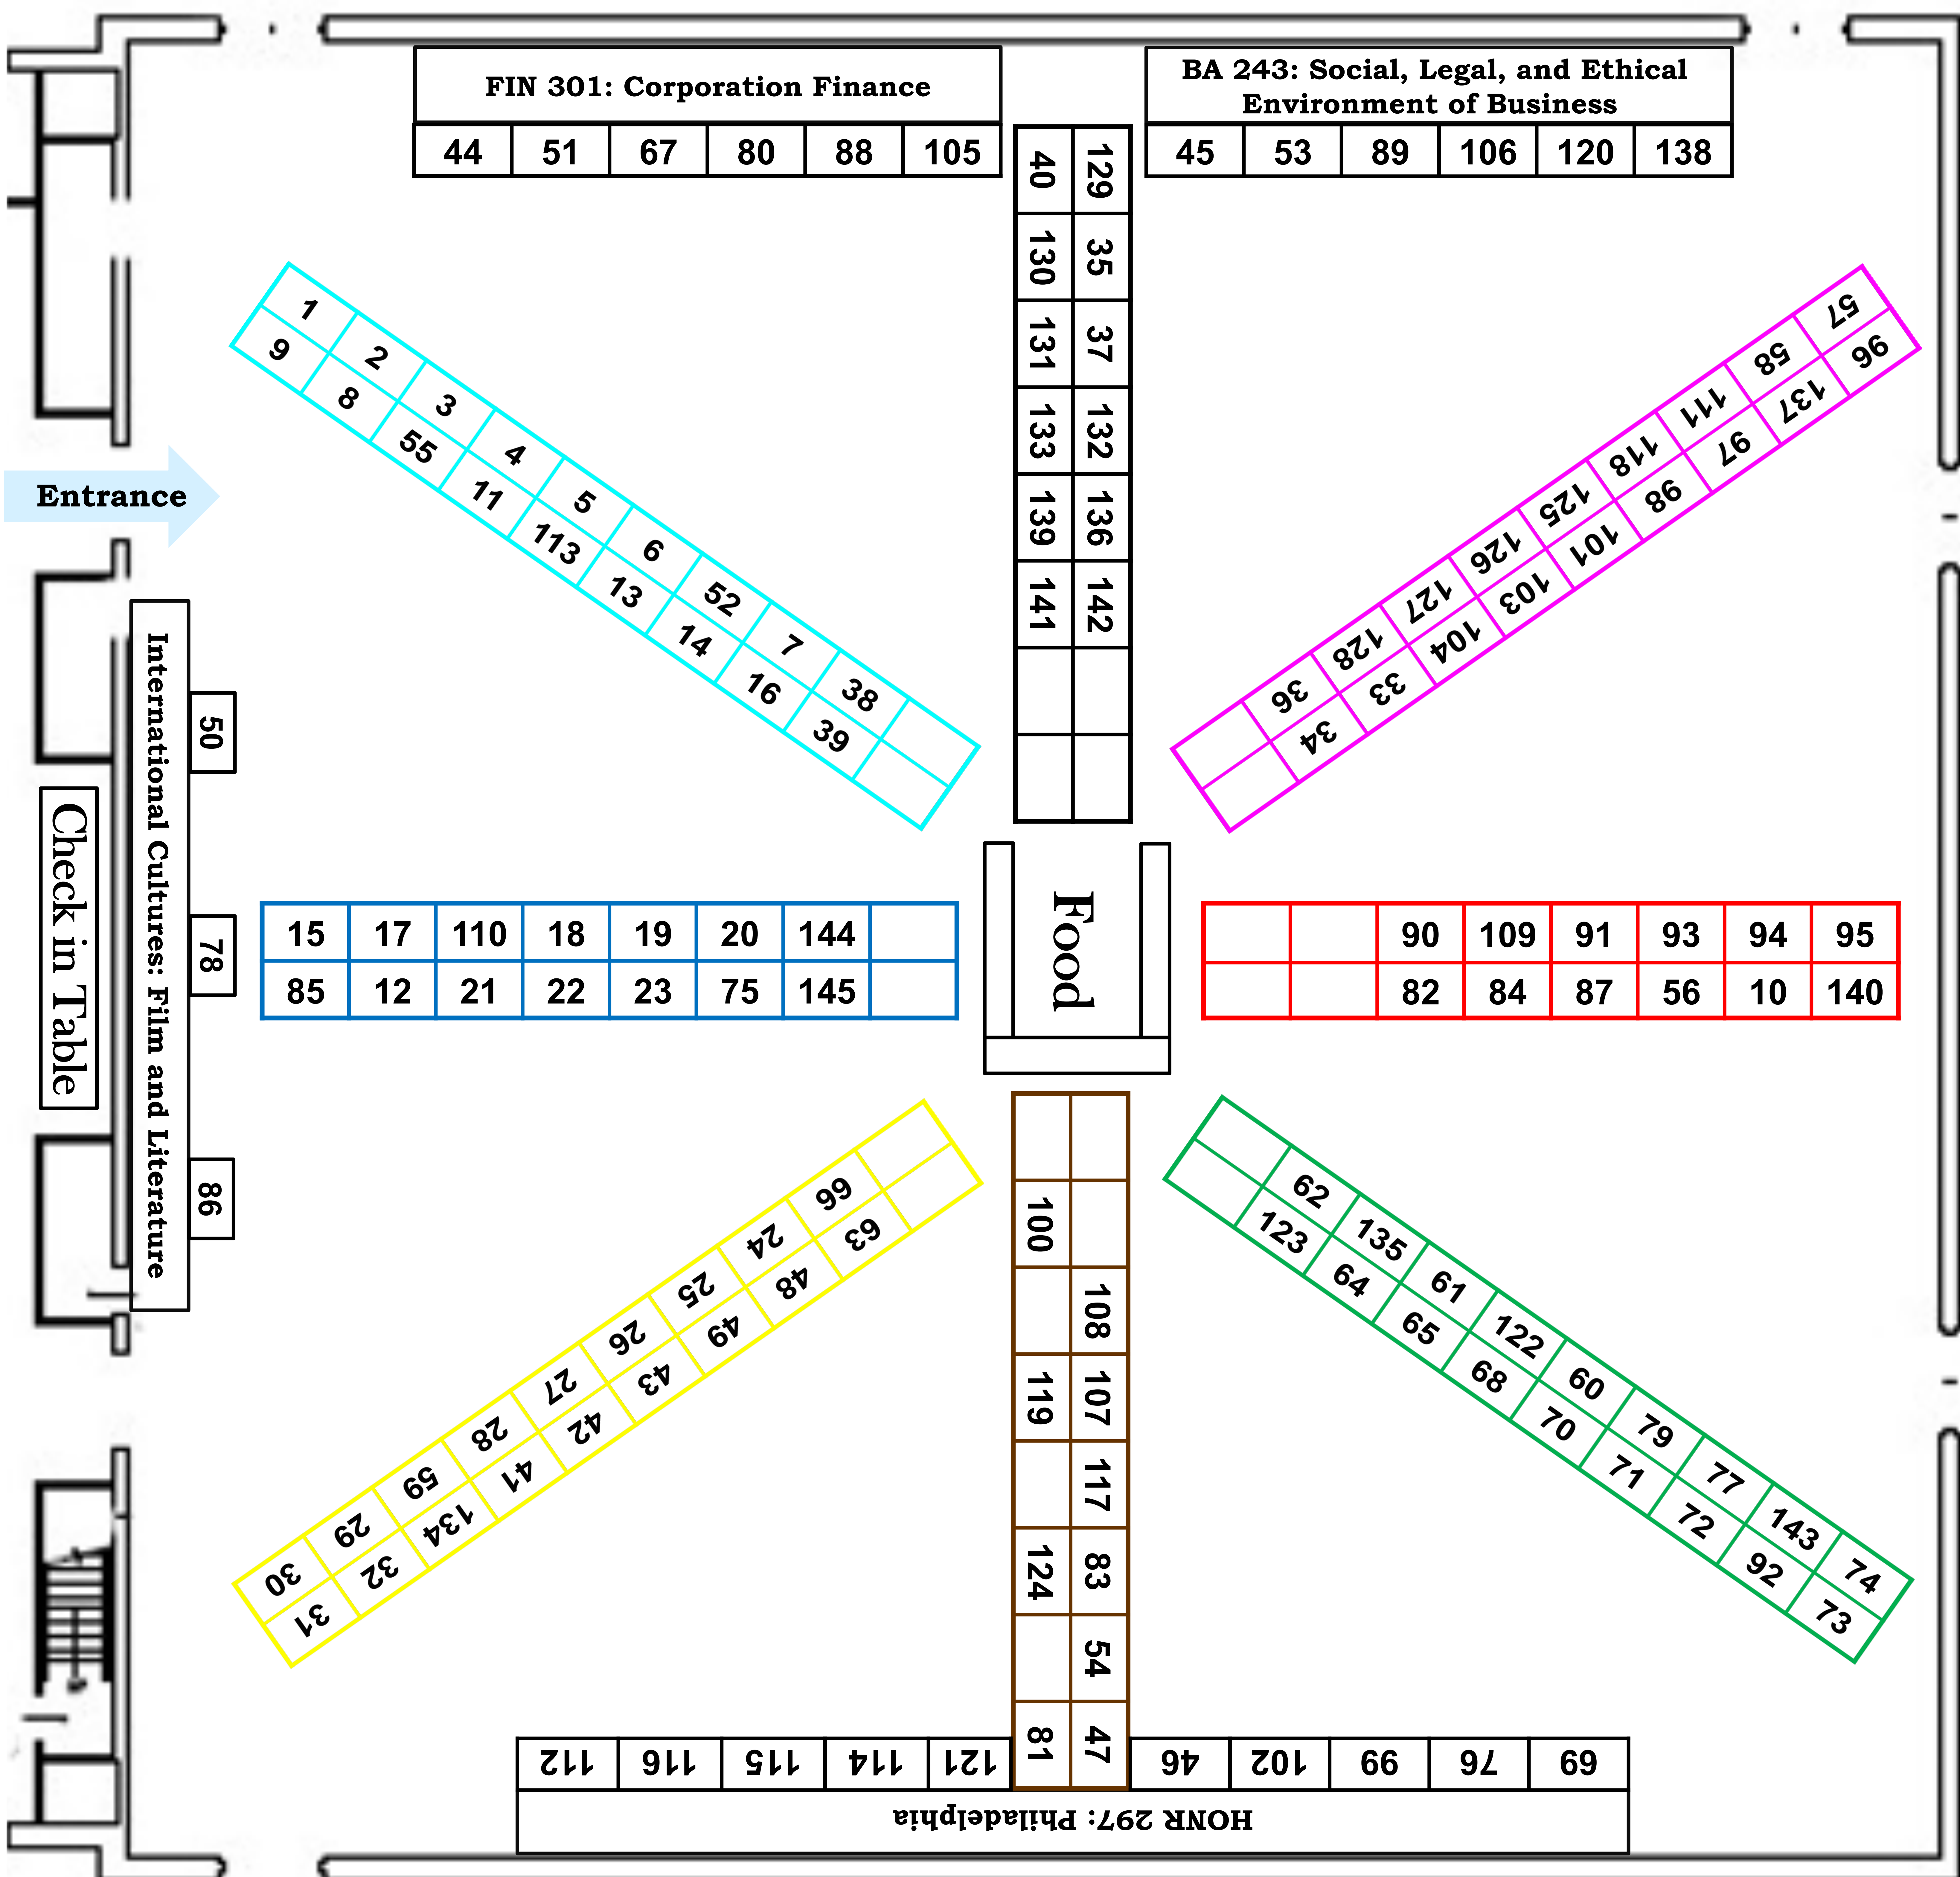 FIN 301: Corporation Finance
44 51 67 80 88 105
BA 243: Social, Legal, and Ethical
Environment of Business
45 53 89 106 120 138
129 35 37 132 136 142
40 130 131 133 139 141
1 2 3 4 5 6 52 7 38
9 8 55 11 113 13 14 16 39
96 137 97 98 101 103 104 33 34
57 58 111 118 125 126 127 128 36
Entrance
50 78 86
International Cultures: Film and Literature
Check in Table
15 17 110 18 19 20 144
85 12 21 22 23 75 145
Food
90 109 91 93 94 95
82 84 87 56 10 140
63 48 49 43 42 41 134 32 31
66 24 25 26 27 28 59 29 30
108 107 117 83 54 47
100 119 124 81
62 135 61 122 60 79 77 143 74
123 64 65 68 70 71 72 92 73
HONR 297: Philadelphia
69 76 99 102 46 121 114 115 116 112